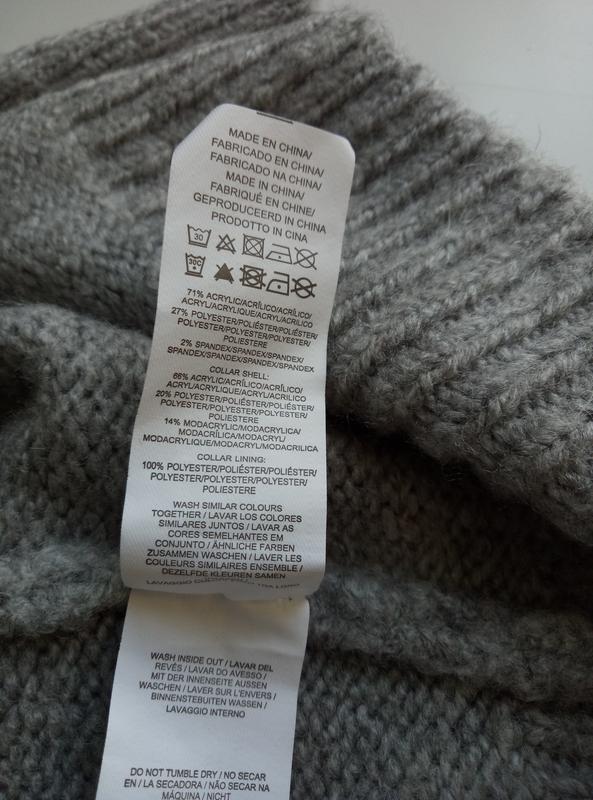 MADE EN CHINA/
FABRICADO EN CHINA/
FABRICADO NA CHINA/
MADE IN CHINA/
FABRIQUÉ EN CHINE/
GEPRODUCEERD IN CHINA
PRODOTTO IN CINA
30
30C
71% ACRYLIC/ACRÍLICO/ACRÍLICO/
ACRYL/ACRYLIQUE/ACRYL/ACRILICO
27% POLYESTER/POLIÉSTER/POLIÉSTER/
POLYESTER/POLYESTER/POLYESTER/
POLIESTERE
2% SPANDEX/SPANDEX/SPANDEX/
SPANDEX/SPANDEX/SPANDEX/SPANDEX
COLLAR SHELL:
66% ACRYLIC/ACRÍLICO/ACRÍLICO/
ACRYL/ACRYLIQUE/ACRYL/ACRILICO
20% POLYESTER/POLIÉSTER/POLIÉSTER/
POLYESTER/POLYESTER/POLYESTER/
POLIESTERE
14% MODACRYLIC/MODACRYLICA/
MODACRÍLICA/MODACRYL/
MODACRYLIQUE/MODACRYL/MODACRILICA
COLLAR LINING:
100% POLYESTER/POLIÉSTER/POLIÉSTER/
POLYESTER/POLYESTER/POLYESTER/
POLIESTERE
WASH SIMILAR COLOURS
TOGETHER / LAVAR LOS COLORES
SIMILARES JUNTOS / LAVAR AS
CORES SEMELHANTES EM
CONJUNTO / ÄHNLICHE FARBEN
ZUSAMMEN WASCHEN / LAVER LES
COULEURS SIMILAIRES ENSEMBLE /
DEZELFDE KLEUREN SAMEN
LAVAGGIO
WASH INSIDE OUT / LAVAR DEL
REVÉS / LAVAR DO AVESSO /
MIT DER INNENSEITE AUSSEN
WASCHEN / LAVER SUR L'ENVERS /
BINNENSTEBUITEN WASSEN /
LAVAGGIO INTERNO
DO NOT TUMBLE DRY / NO SECAR
EN / LA SECADORA / NÃO SECAR NA
MÁQUINA / NICHT